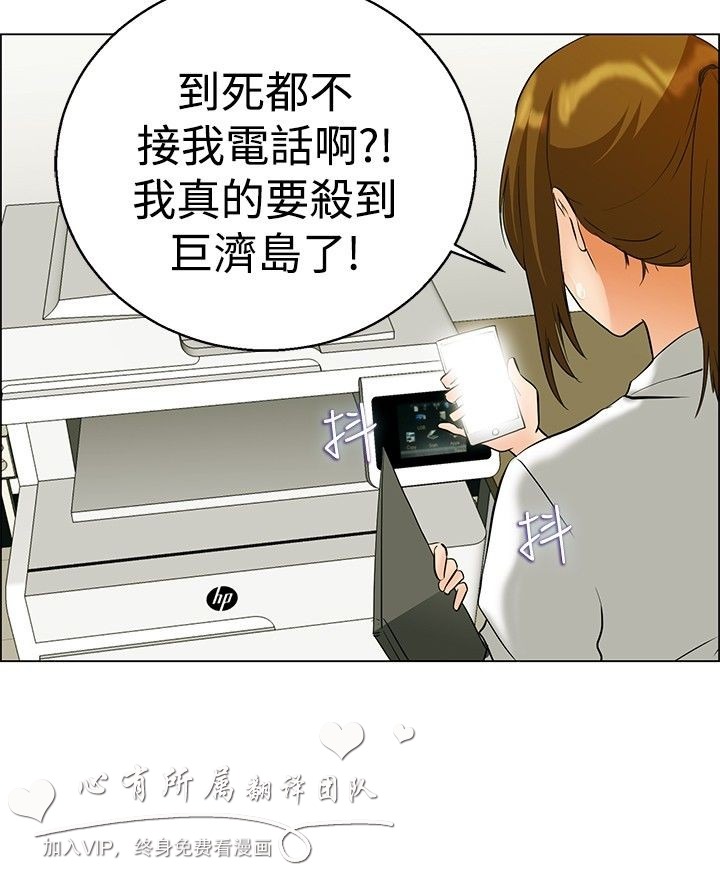 到死都不
接我電話啊?!
我真的要殺到
巨濟島了!
抖
抖
hp
心有所属翻译团队
加入VIP，终身免费看漫画